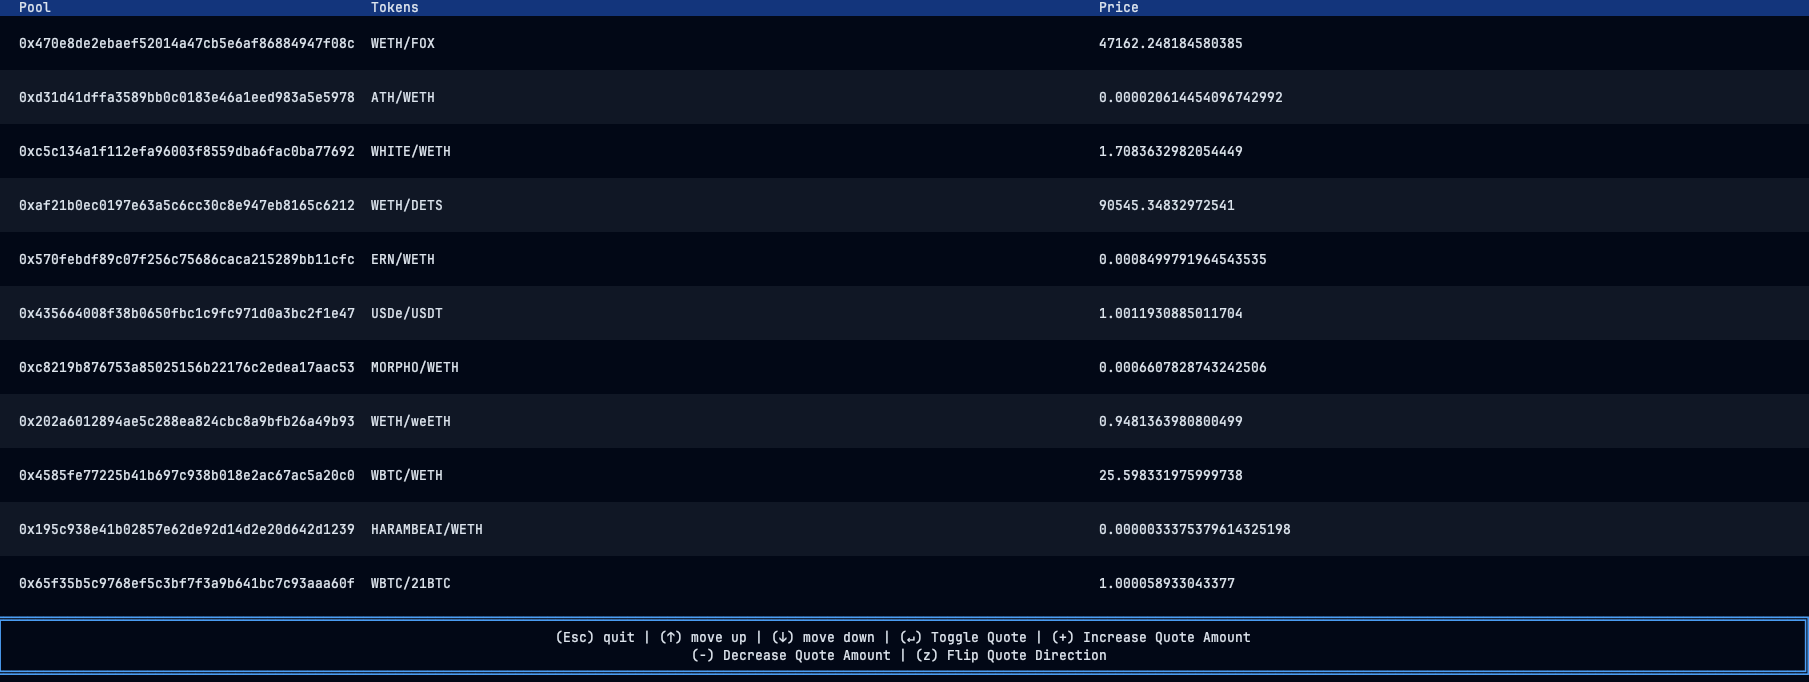 Pool Tokens Price
0x470e8de2ebaef52014a47cb5e6af86884947f08c WETH/FOX 47162.248184580385
0xd31d41dffa3589bb0c0183e46a1eed983a5e5978 ATH/WETH 0.000020614454096742992
0xc5c134a1f112efa96003f8559dba6fac0ba77692 WHITE/WETH 1.7083632982054449
0xaf21b0ec0197e63a5c6cc30c8e947eb8165c6212 WETH/DETS 90545.34832972541
0x570febdf89c07f256c75686caca215289bb11cfc ERN/WETH 0.0008499791964543535
0x435664008f38b0650fbc1c9fc971d0a3bc2f1e47 USDe/USDT 1.0011930885011704
0xc8219b876753a85025156b22176c2edea17aac53 MORPHO/WETH 0.0006607828743242506
0x202a6012894ae5c288ea824cbc8a9bfb26a49b93 WETH/weETH 0.9481363980800499
0x4585fe77225b41b697c938b018e2ac67ac5a20c0 WBTC/WETH 25.598331975999738
0x195c938e41b02857e62de92d14d2e20d642d1239 HARAMBEAI/WETH 0.0000033375379614325198
0x65f35b5c9768ef5c3bf7f3a9b641bc7c93aaa60f WBTC/21BTC 1.000058933043377
(Esc) quit | (↑) move up | (↓) move down | (↵) Toggle Quote | (+) Increase Quote Amount
(-) Decrease Quote Amount | (z) Flip Quote Direction